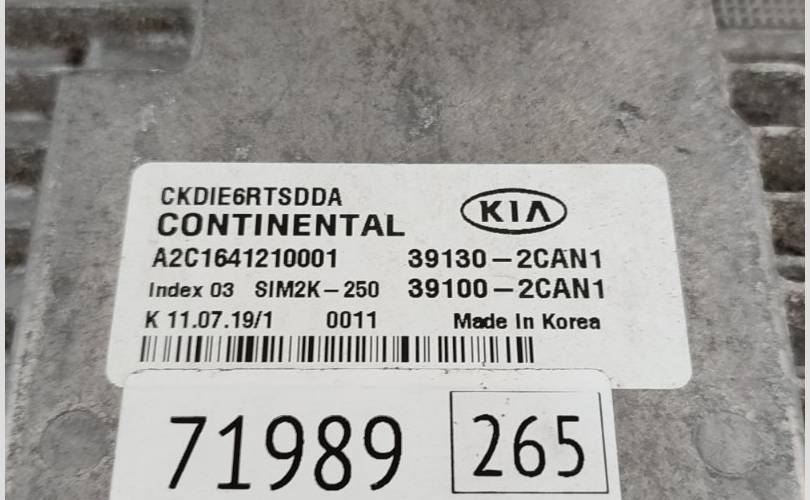 CKDIE6RTSDDA
CONTINENTAL KIA
A2C1641210001 39130-2CAN1
Index 03 SIM2K-250 39100-2CAN1
K 11.07.19/1 0011 Made In Korea
71989 265